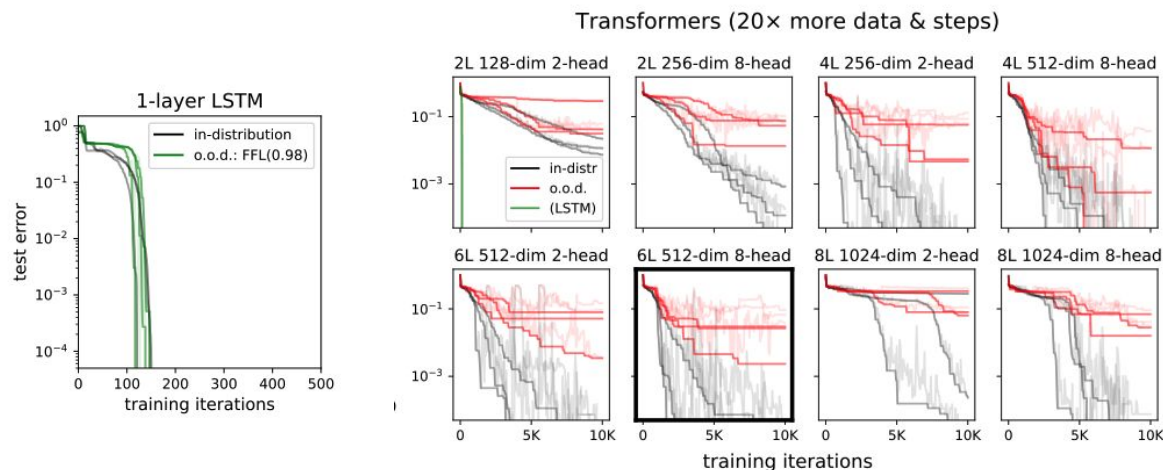 Transformers (20× more data & steps)
1-layer LSTM
in-distribution
o.o.d.: FFL(0.98)
10⁰
10⁻¹
10⁻²
10⁻³
10⁻⁴
test error
0 100 200 300 400 500
training iterations
2L 128-dim 2-head
2L 256-dim 8-head
4L 256-dim 2-head
4L 512-dim 8-head
10⁻¹
10⁻³
in-distr
o.o.d.
(LSTM)
6L 512-dim 2-head
6L 512-dim 8-head
8L 1024-dim 2-head
8L 1024-dim 8-head
10⁻¹
10⁻³
0 5K 10K
0 5K 10K
0 5K 10K
0 5K 10K
training iterations